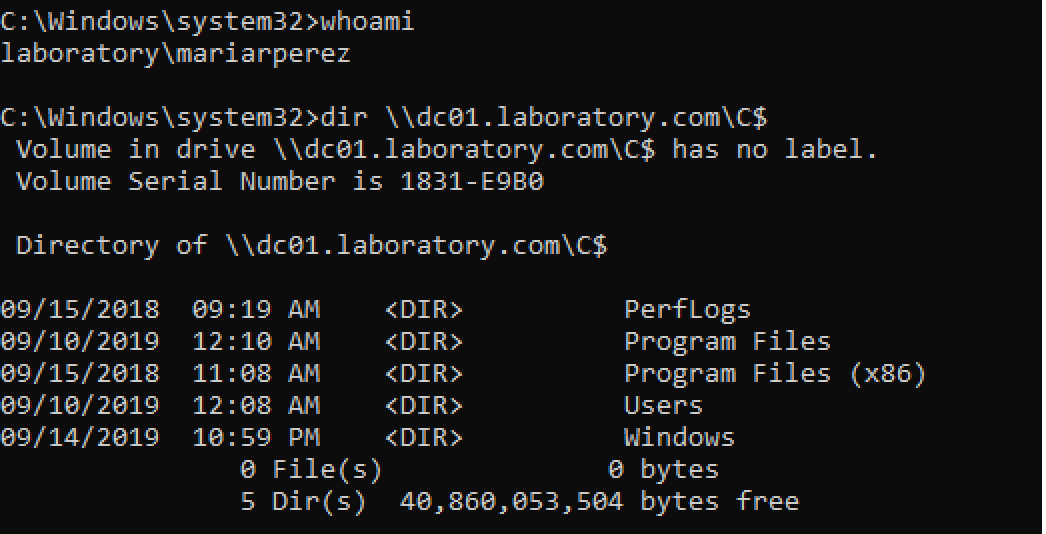 C:\Windows\system32>whoami
laboratory\mariarperez
C:\Windows\system32>dir \\dc01.laboratory.com\C$
 Volume in drive \\dc01.laboratory.com\C$ has no label.
 Volume Serial Number is 1831-E9B0
 Directory of \\dc01.laboratory.com\C$
09/15/2018  09:19 AM    <DIR>          PerfLogs
09/10/2019  12:10 AM    <DIR>          Program Files
09/15/2018  11:08 AM    <DIR>          Program Files (x86)
09/10/2019  12:08 AM    <DIR>          Users
09/14/2019  10:59 PM    <DIR>          Windows
               0 File(s)              0 bytes
               5 Dir(s)  40,860,053,504 bytes free